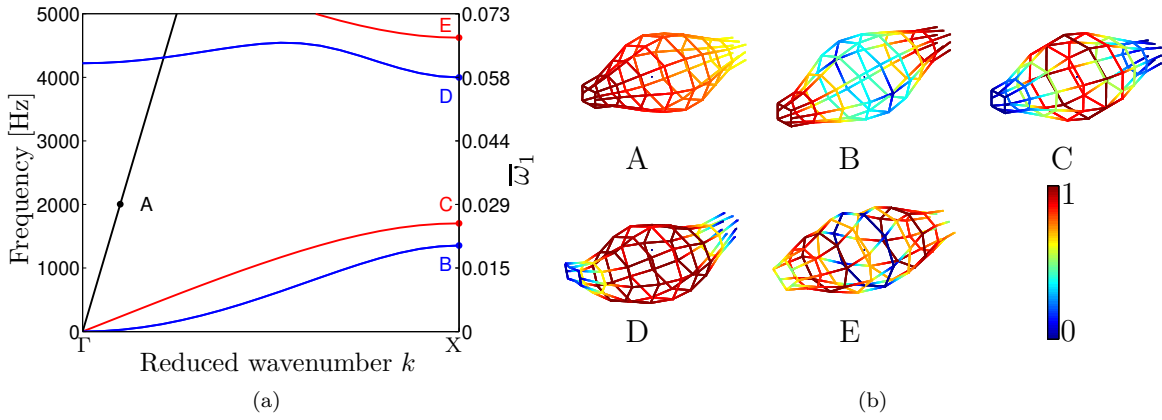 5000
4000
3000
2000
1000
0
Frequency [Hz]
Γ
X
Reduced wavenumber k
0.073
0.058
0.044
0.029
0.015
0
ω̅₁
E
D
A
C
B
(a)
A
B
C
D
E
1
0
(b)